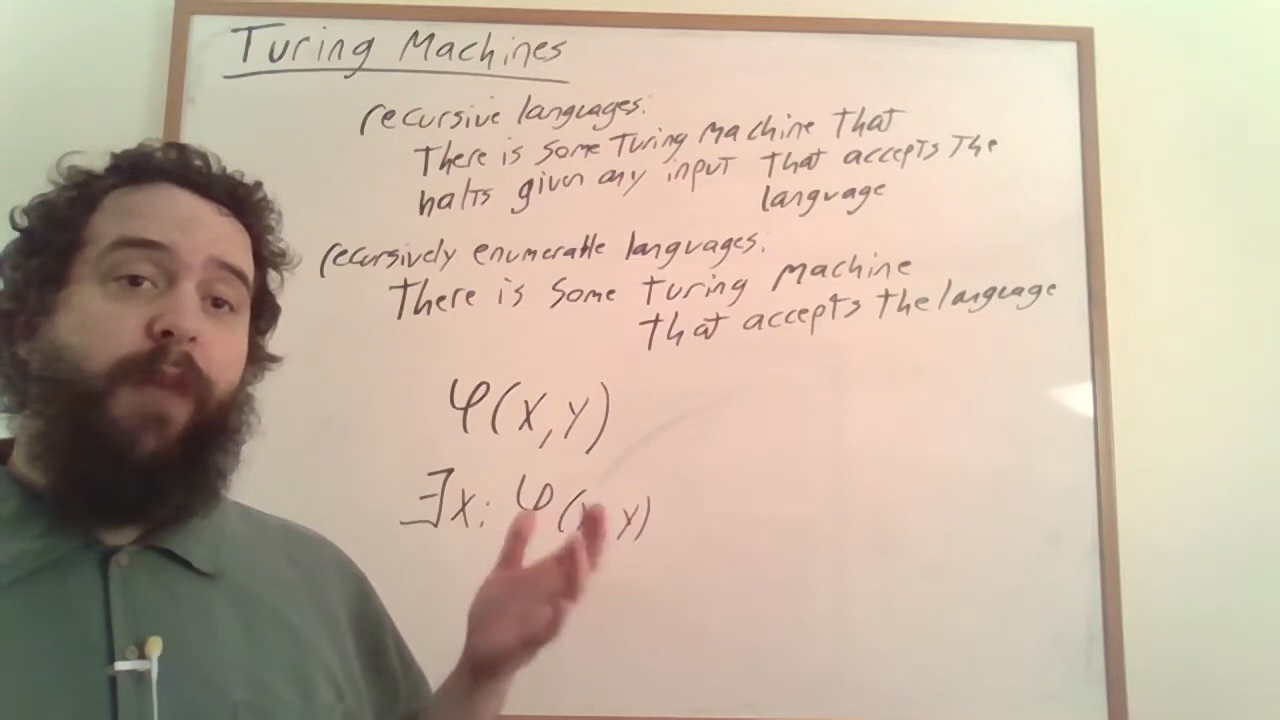 Turing Machines
recursive languages:
There is some Turing Machine that
halts given any input that accepts the
language
recursively enumerable languages:
There is some turing machine
that accepts the language
φ(x,y)
∃x: φ(x, y)